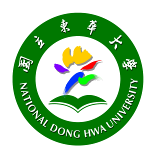 國立東華大學
NATIONAL DONG HWA UNIVERSITY